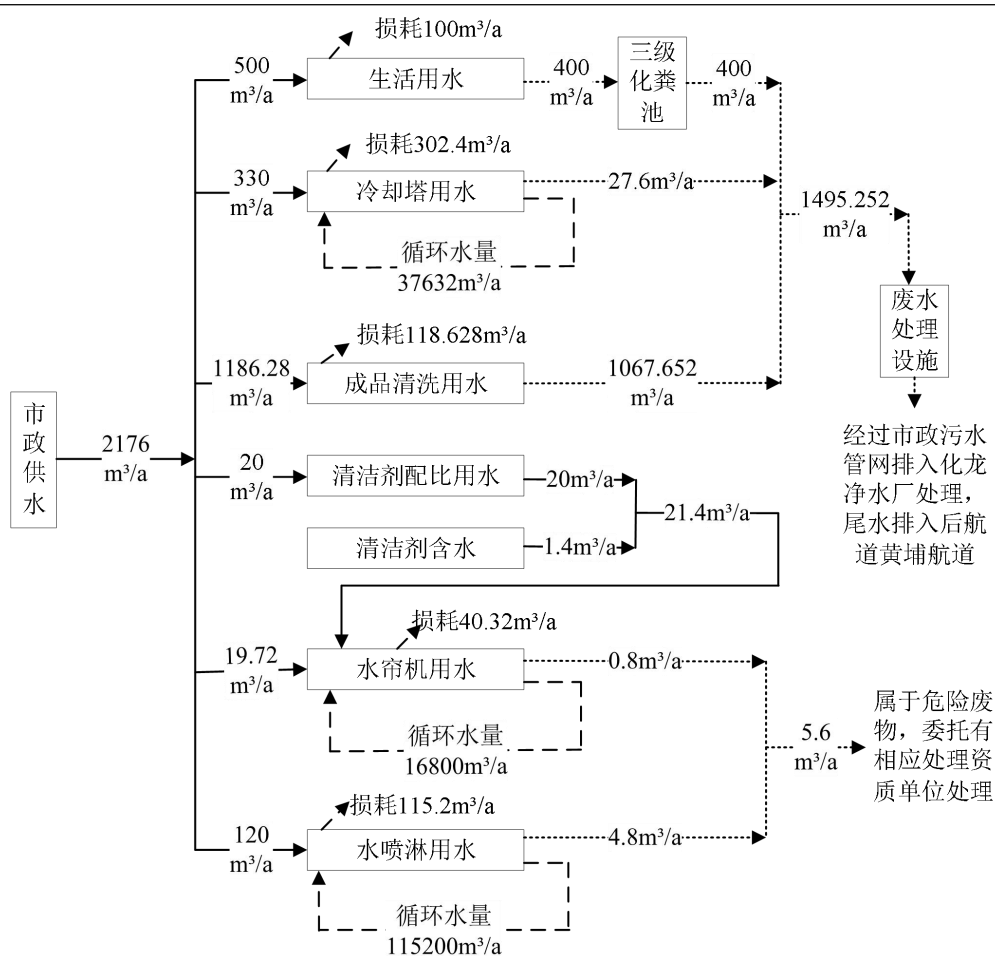 损耗100m³/a
500
m³/a
生活用水
400
m³/a
三级
化粪
池
400
m³/a
损耗302.4m³/a
330
m³/a
冷却塔用水
27.6m³/a
循环水量
37632m³/a
1495.252
m³/a
废水
处理
设施
损耗118.628m³/a
1186.28
m³/a
成品清洗用水
1067.652
m³/a
经过市政污水
管网排入化龙
净水厂处理，
尾水排入后航
道黄埔航道
市
政
供
水
2176
m³/a
20
m³/a
清洁剂配比用水
20m³/a
清洁剂含水
1.4m³/a
21.4m³/a
损耗40.32m³/a
19.72
m³/a
水帘机用水
0.8m³/a
循环水量
16800m³/a
5.6
m³/a
属于危险废
物，委托有
相应处理资
质单位处理
损耗115.2m³/a
120
m³/a
水喷淋用水
4.8m³/a
循环水量
115200m³/a